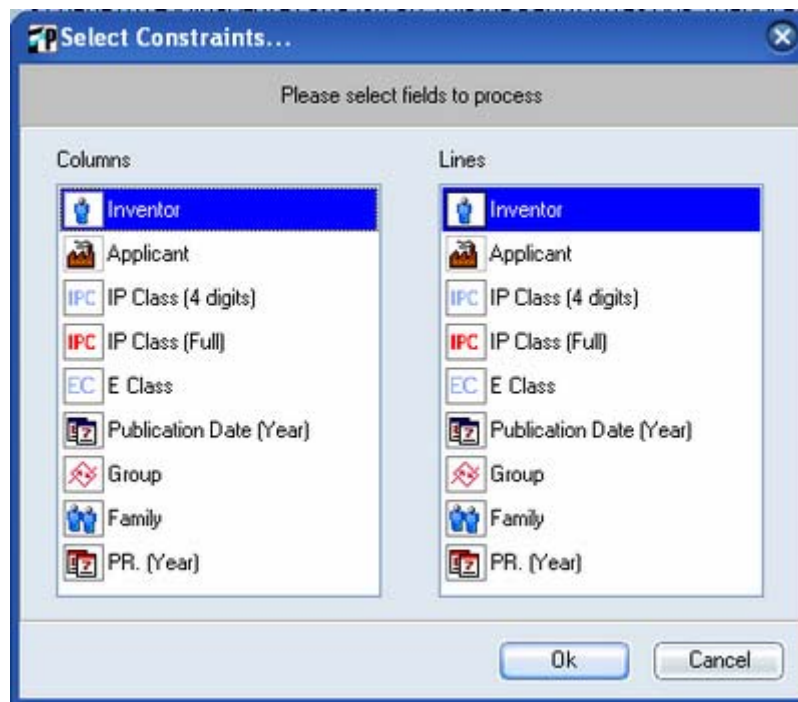 Select Constraints...
Please select fields to process
Columns
Inventor
Applicant
IPC IP Class (4 digits)
IPC IP Class (Full)
EC E Class
Publication Date (Year)
Group
Family
PR. (Year)
Lines
Inventor
Applicant
IPC IP Class (4 digits)
IPC IP Class (Full)
EC E Class
Publication Date (Year)
Group
Family
PR. (Year)
Ok Cancel